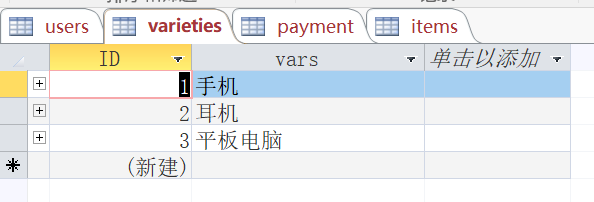 users varieties payment items
ID vars 单击以添加
1 手机
2 耳机
3 平板电脑
(新建)